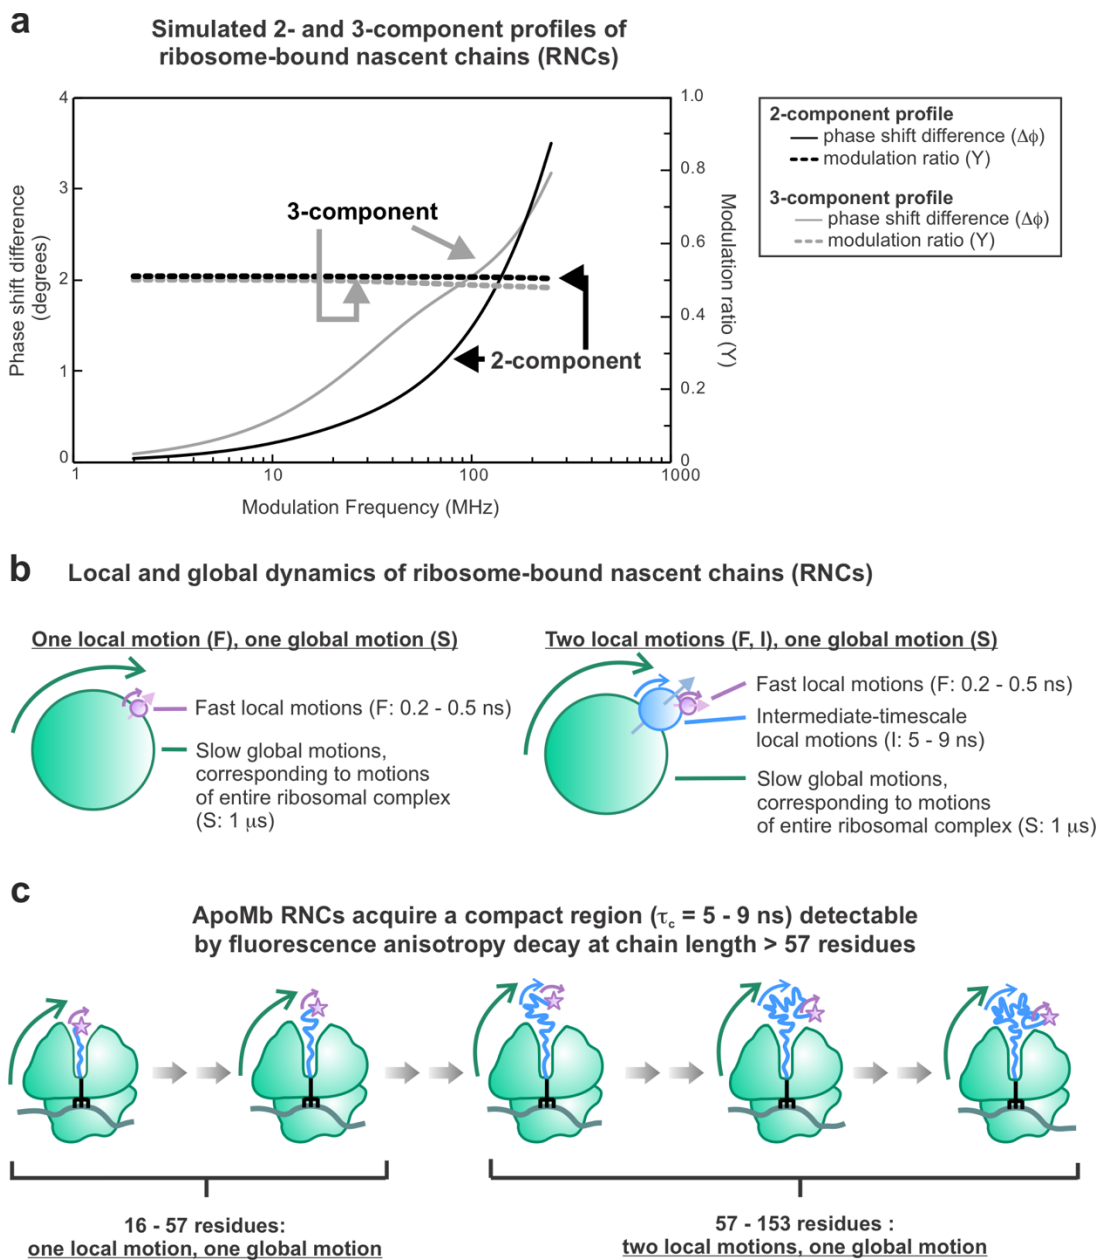 a
Simulated 2- and 3-component profiles of
ribosome-bound nascent chains (RNCs)
4
3
2
1
0
Phase shift difference
(degrees)
1.0
0.8
0.6
0.4
0.2
0
Modulation ratio (Y)
1
10
100
1000
Modulation Frequency (MHz)
3-component
2-component
2-component profile
phase shift difference (Δϕ)
modulation ratio (Y)
3-component profile
phase shift difference (Δϕ)
modulation ratio (Y)
b
Local and global dynamics of ribosome-bound nascent chains (RNCs)
One local motion (F), one global motion (S)
Fast local motions (F: 0.2 - 0.5 ns)
Slow global motions,
corresponding to motions
of entire ribosomal complex
(S: 1 μs)
Two local motions (F, I), one global motion (S)
Fast local motions (F: 0.2 - 0.5 ns)
Intermediate-timescale
local motions (I: 5 - 9 ns)
Slow global motions,
corresponding to motions
of entire ribosomal complex (S: 1 μs)
c
ApoMb RNCs acquire a compact region (τc = 5 - 9 ns) detectable
by fluorescence anisotropy decay at chain length > 57 residues
16 - 57 residues:
one local motion, one global motion
57 - 153 residues :
two local motions, one global motion